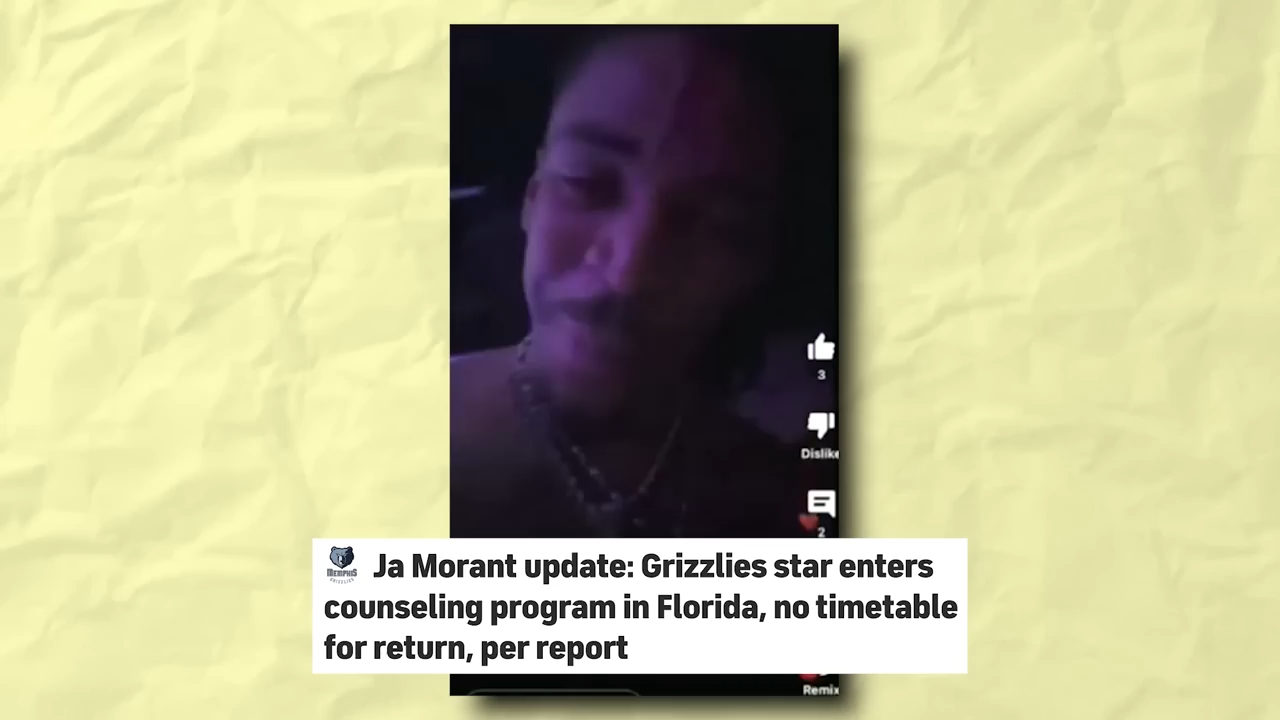 3
Dislike
2
MEMPHIS
GRIZZLIES
Ja Morant update: Grizzlies star enters
counseling program in Florida, no timetable
for return, per report
Remix